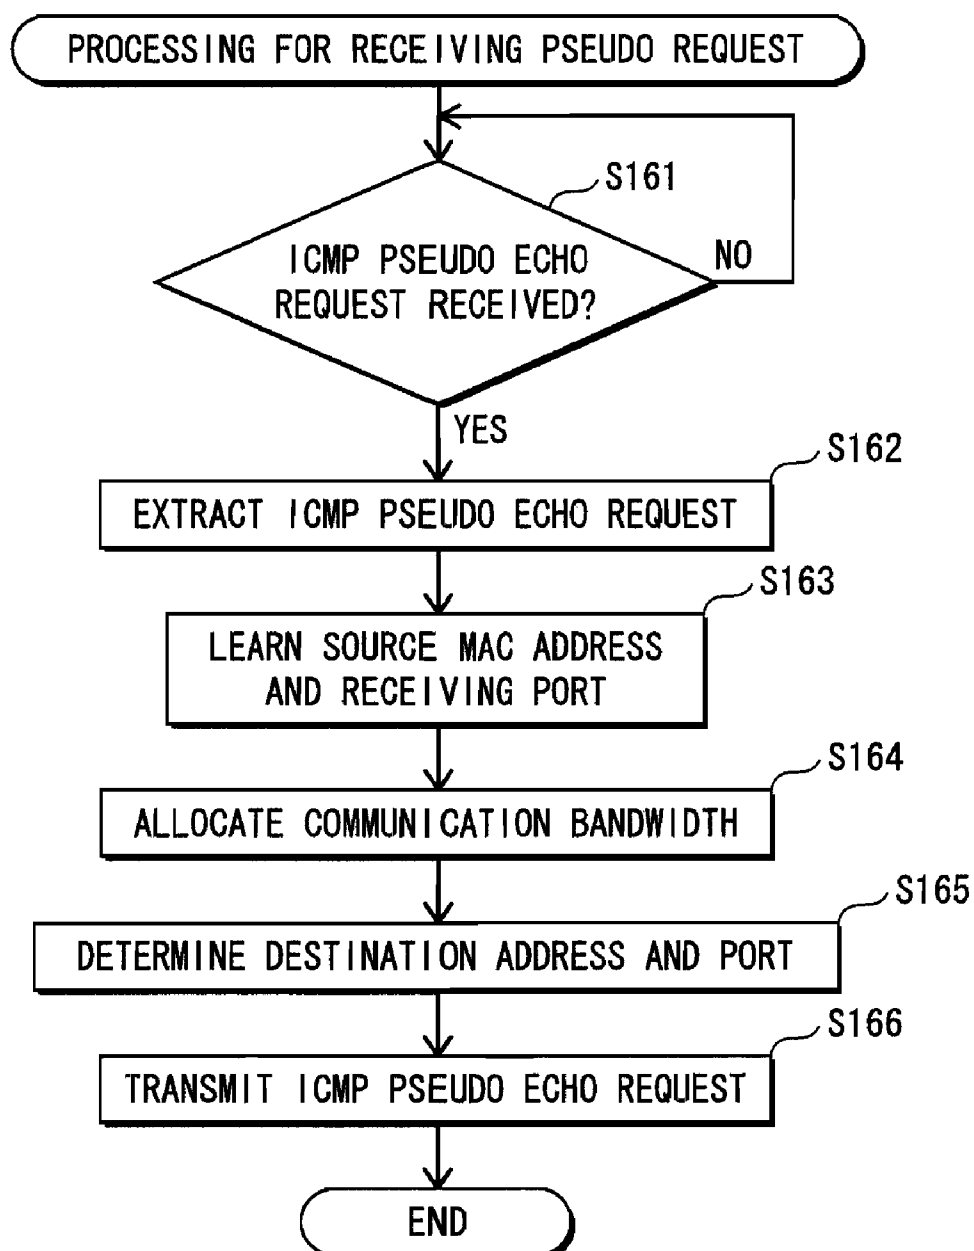 PROCESSING FOR RECEIVING PSEUDO REQUEST
S161
ICMP PSEUDO ECHO
REQUEST RECEIVED?
NO
YES
S162
EXTRACT ICMP PSEUDO ECHO REQUEST
S163
LEARN SOURCE MAC ADDRESS
AND RECEIVING PORT
S164
ALLOCATE COMMUNICATION BANDWIDTH
S165
DETERMINE DESTINATION ADDRESS AND PORT
S166
TRANSMIT ICMP PSEUDO ECHO REQUEST
END